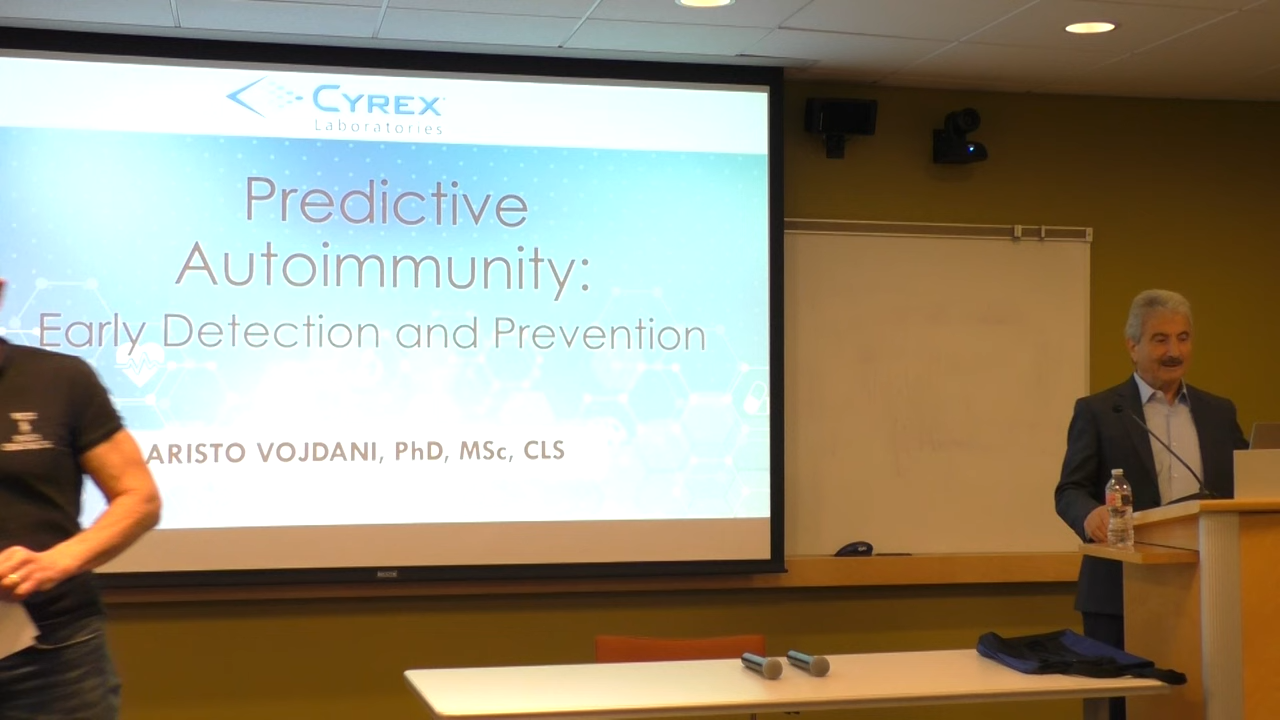 CYREX
Laboratories
Predictive
Autoimmunity:
Early Detection and Prevention
ARISTO VOJDANI, PhD, MSc, CLS